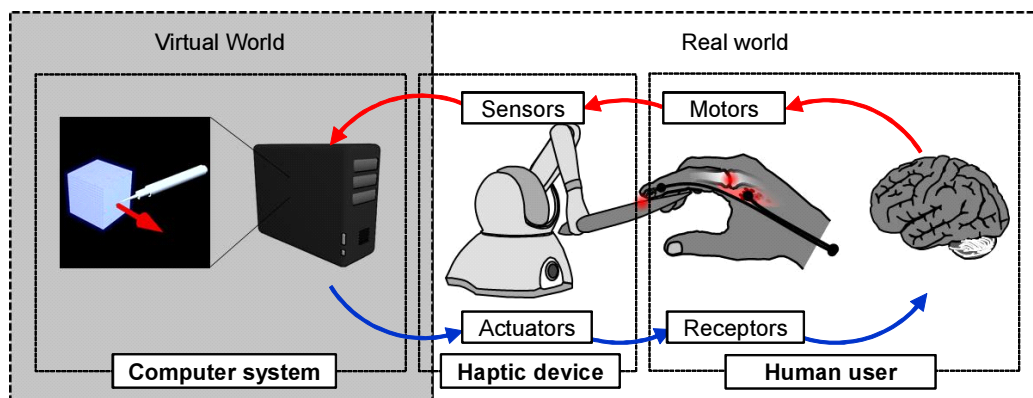 Virtual World
Real world
Sensors
Motors
Actuators
Receptors
Computer system
Haptic device
Human user